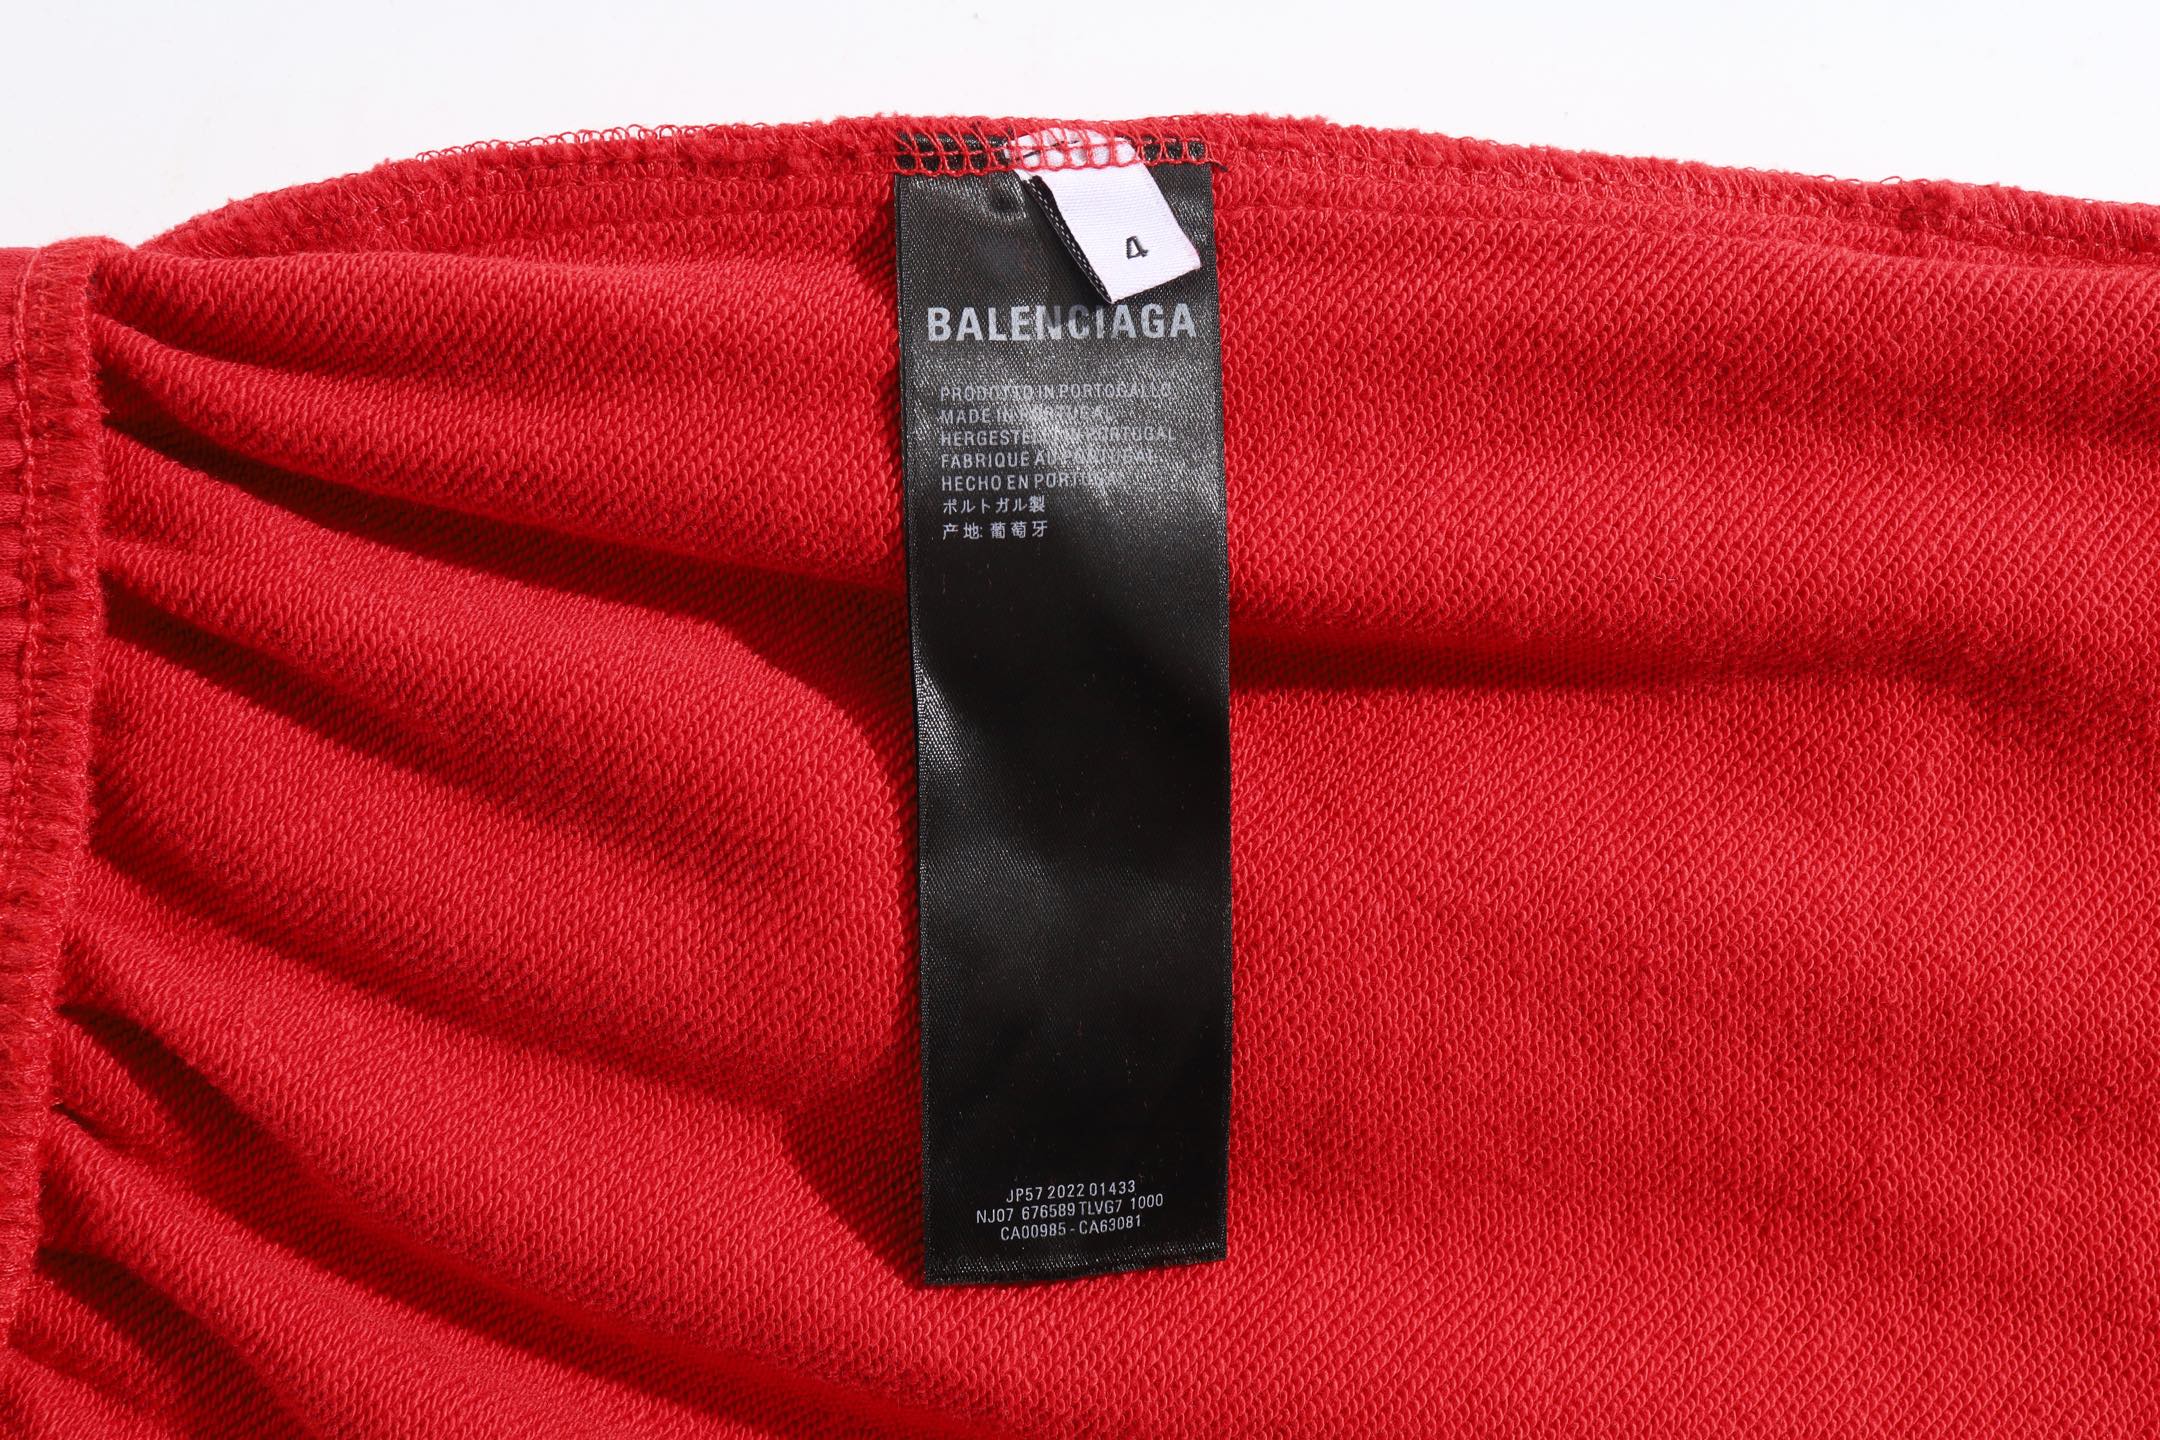 4
BALENCIAGA
PRODOTTO IN PORTOGALLO
MADE IN PORTUGAL
HERGESTELLT IN PORTUGAL
FABRIQUE AU PORTUGAL
HECHO EN PORTUGAL
ポルトガル製
产地: 葡萄牙
JP57 2022 01433
NJ07 676589 TLVG7 1000
CA00985 - CA63081